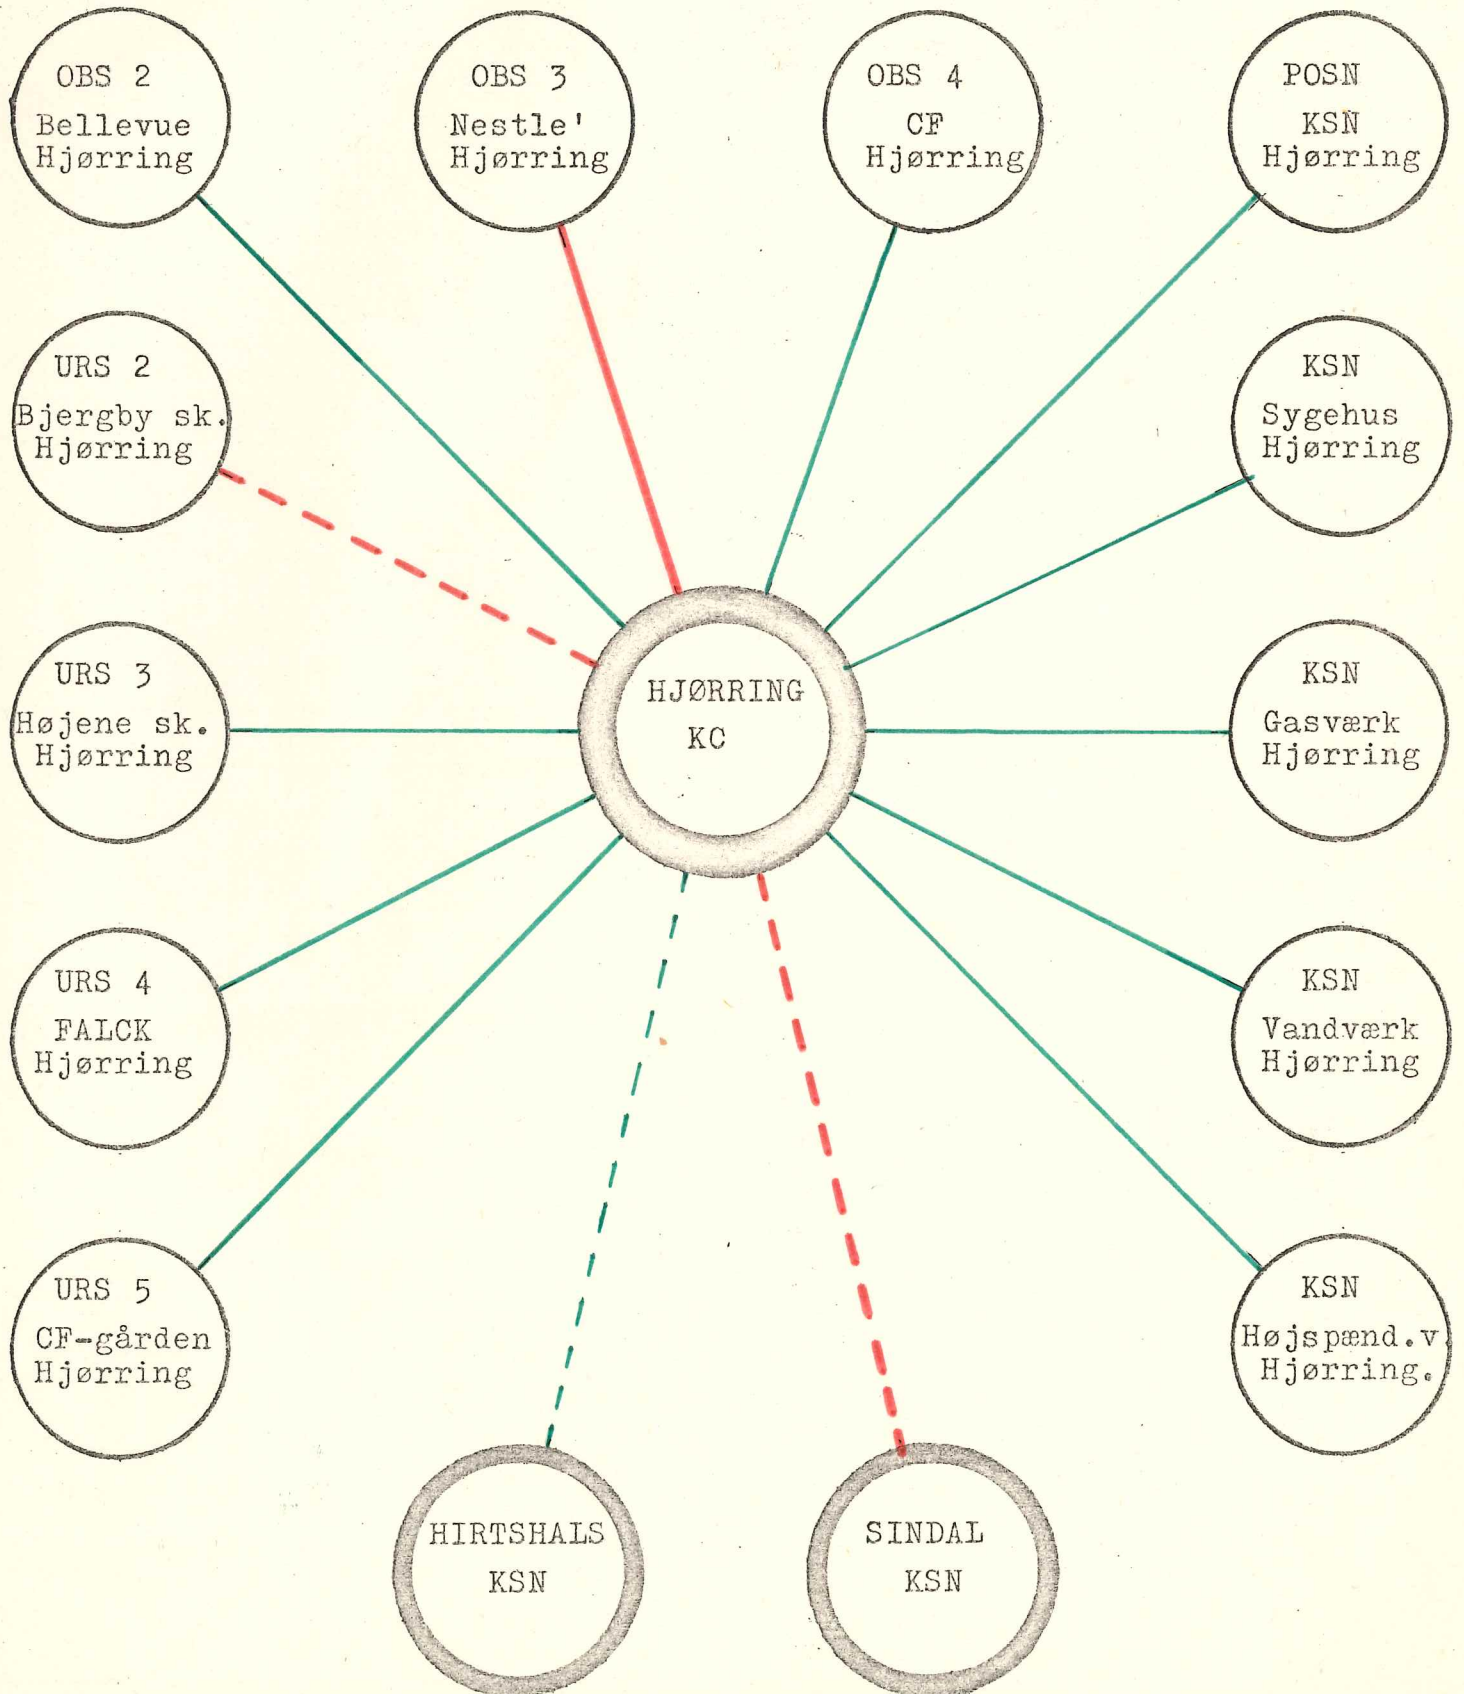 OBS 2
Bellevue
Hjørring
OBS 3
Nestle'
Hjørring
OBS 4
CF
Hjørring
POSN
KSN
Hjørring
URS 2
Bjergby sk.
Hjørring
KSN
Sygehus
Hjørring
URS 3
Højene sk.
Hjørring
HJØRRING
KC
KSN
Gasværk
Hjørring
URS 4
FALCK
Hjørring
KSN
Vandværk
Hjørring
URS 5
CF-gården
Hjørring
KSN
Højspænd.v
Hjørring.
HIRTSHALS
KSN
SINDAL
KSN